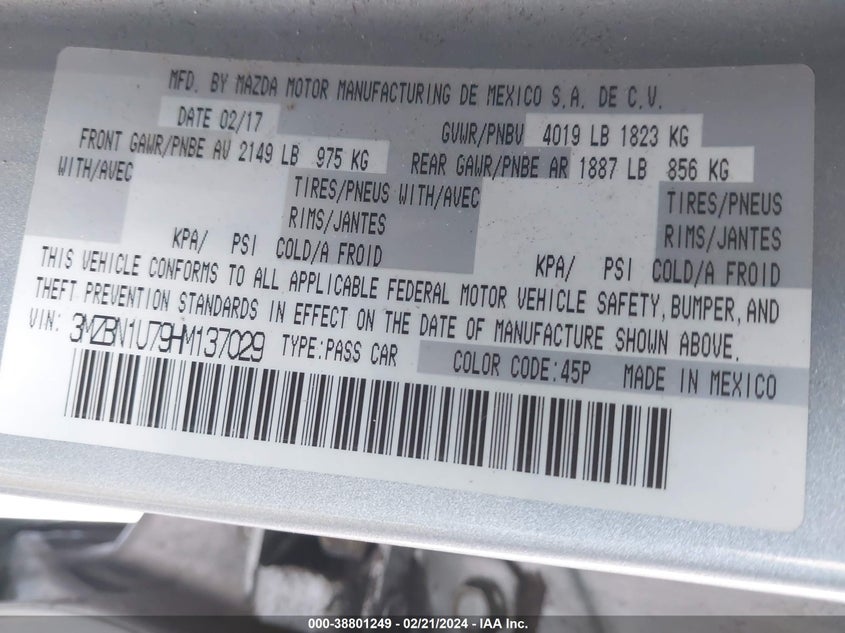 MFD. BY MAZDA MOTOR MANUFACTURING DE MEXICO S.A. DE C.V.
DATE 02/17 GVWR/PNBV 4019 LB 1823 KG
FRONT GAWR/PNBE AV 2149 LB 975 KG REAR GAWR/PNBE AR 1887 LB 856 KG
WITH/AVEC TIRES/PNEUS WITH/AVEC TIRES/PNEUS
RIMS/JANTES RIMS/JANTES
KPA/ PSI COLD/A FROID KPA/ PSI COLD/A FROID
THIS VEHICLE CONFORMS TO ALL APPLICABLE FEDERAL MOTOR VEHICLE SAFETY, BUMPER, AND
THEFT PREVENTION STANDARDS IN EFFECT ON THE DATE OF MANUFACTURE SHOWN ABOVE.
VIN: 3MZBN1U79HM137029 TYPE:PASS CAR COLOR CODE:45P MADE IN MEXICO
000-38801249 - 02/21/2024 - IAA Inc.